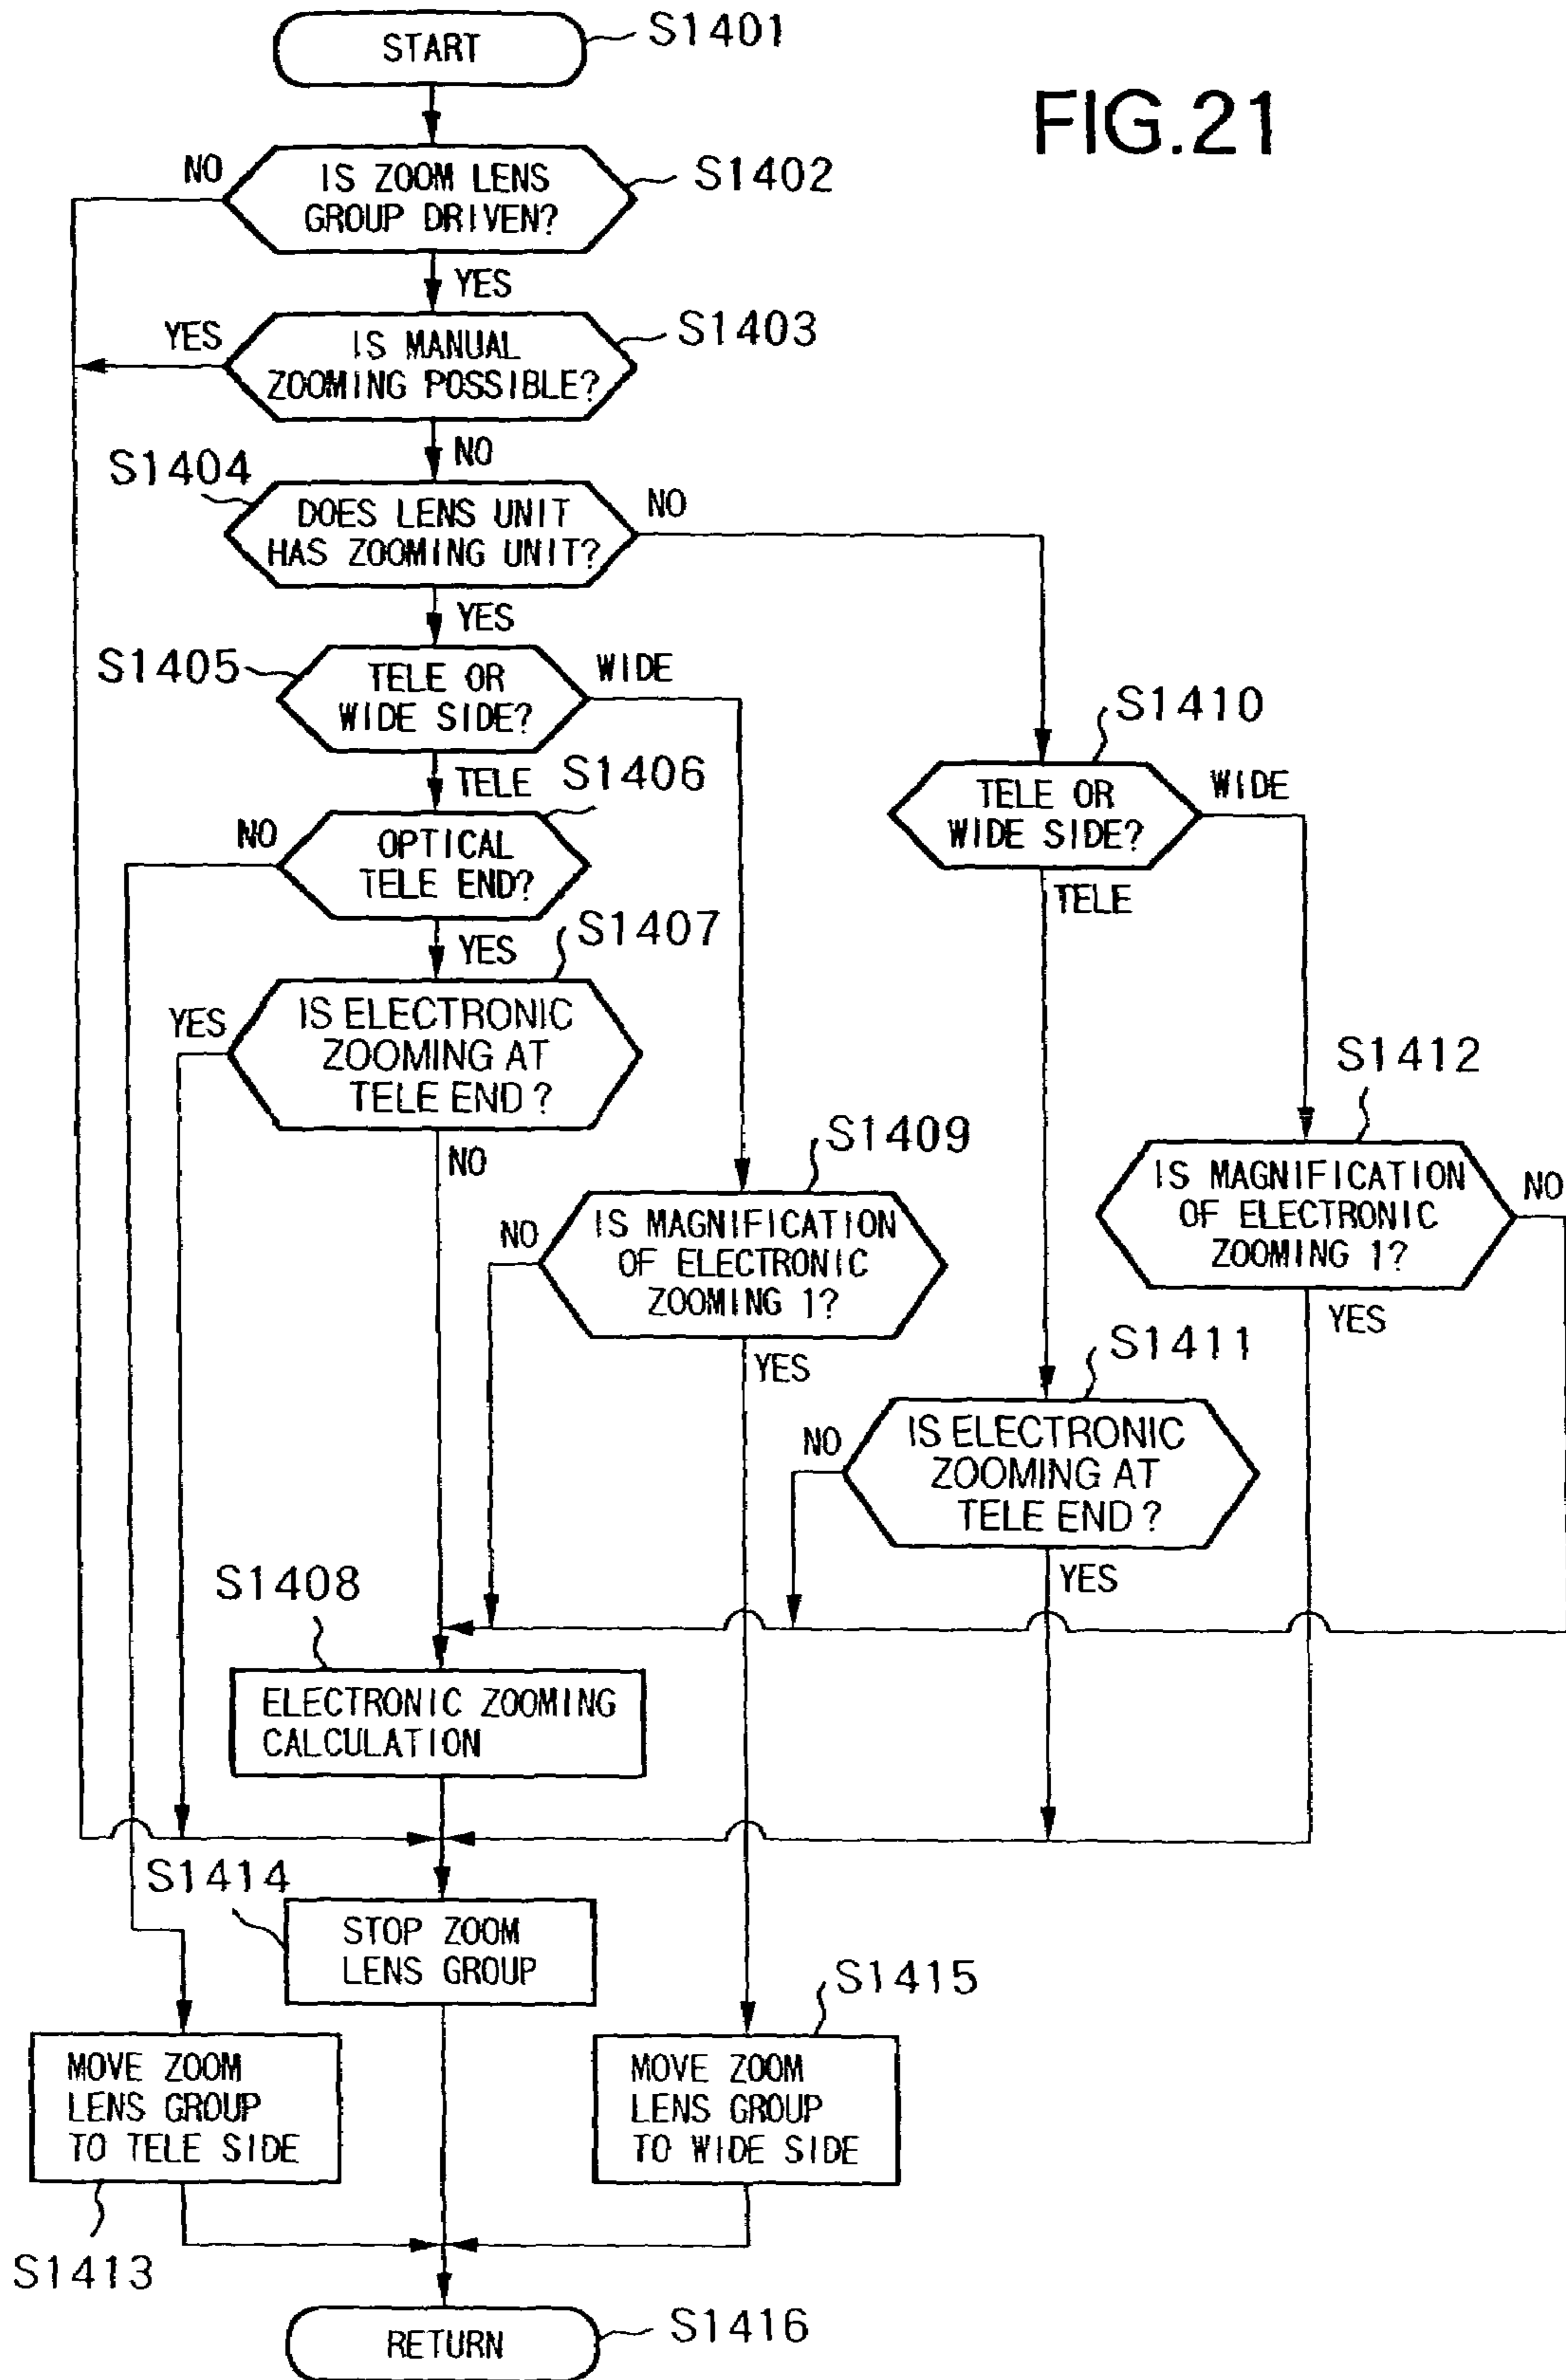 START
S1401
FIG.21
NO
IS ZOOM LENS
GROUP DRIVEN?
S1402
YES
YES
IS MANUAL
ZOOMING POSSIBLE?
S1403
NO
S1404
DOES LENS UNIT
HAS ZOOMING UNIT?
NO
YES
S1405
TELE OR
WIDE SIDE?
WIDE
S1410
TELE OR
WIDE SIDE?
WIDE
TELE
TELE
S1406
NO
OPTICAL
TELE END?
YES
S1407
YES
IS ELECTRONIC
ZOOMING AT
TELE END?
NO
S1409
NO
IS MAGNIFICATION
OF ELECTRONIC
ZOOMING 1?
YES
S1412
IS MAGNIFICATION
OF ELECTRONIC
ZOOMING 1?
NO
YES
S1411
NO
IS ELECTRONIC
ZOOMING AT
TELE END?
YES
S1408
ELECTRONIC ZOOMING
CALCULATION
S1414
STOP ZOOM
LENS GROUP
S1415
MOVE ZOOM
LENS GROUP
TO TELE SIDE
MOVE ZOOM
LENS GROUP
TO WIDE SIDE
S1413
RETURN
S1416